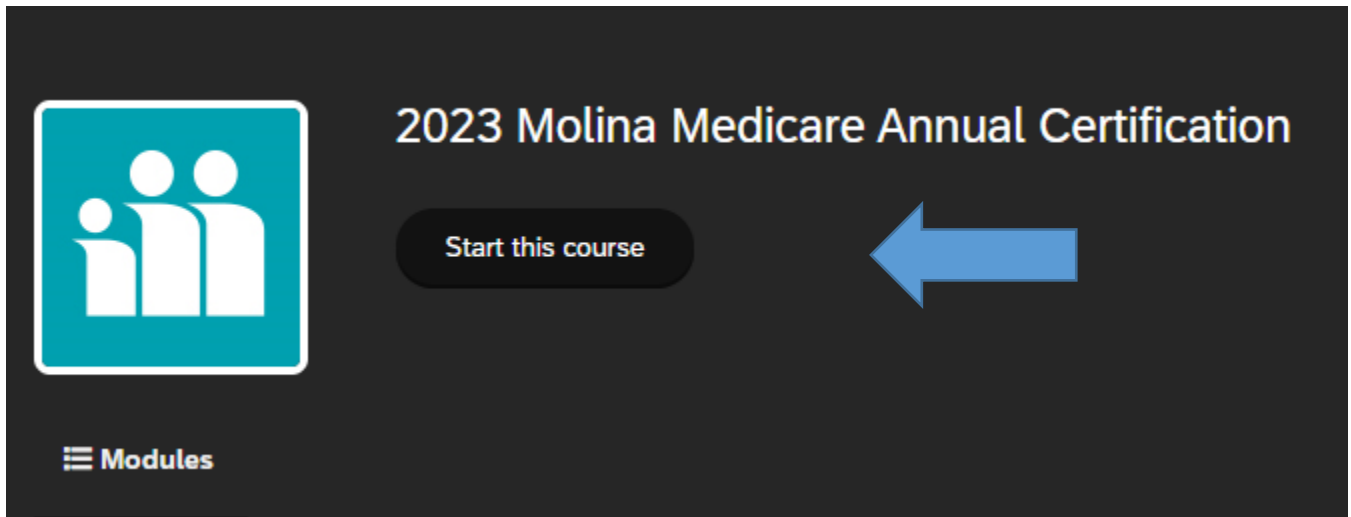 2023 Molina Medicare Annual Certification
Start this course
Modules